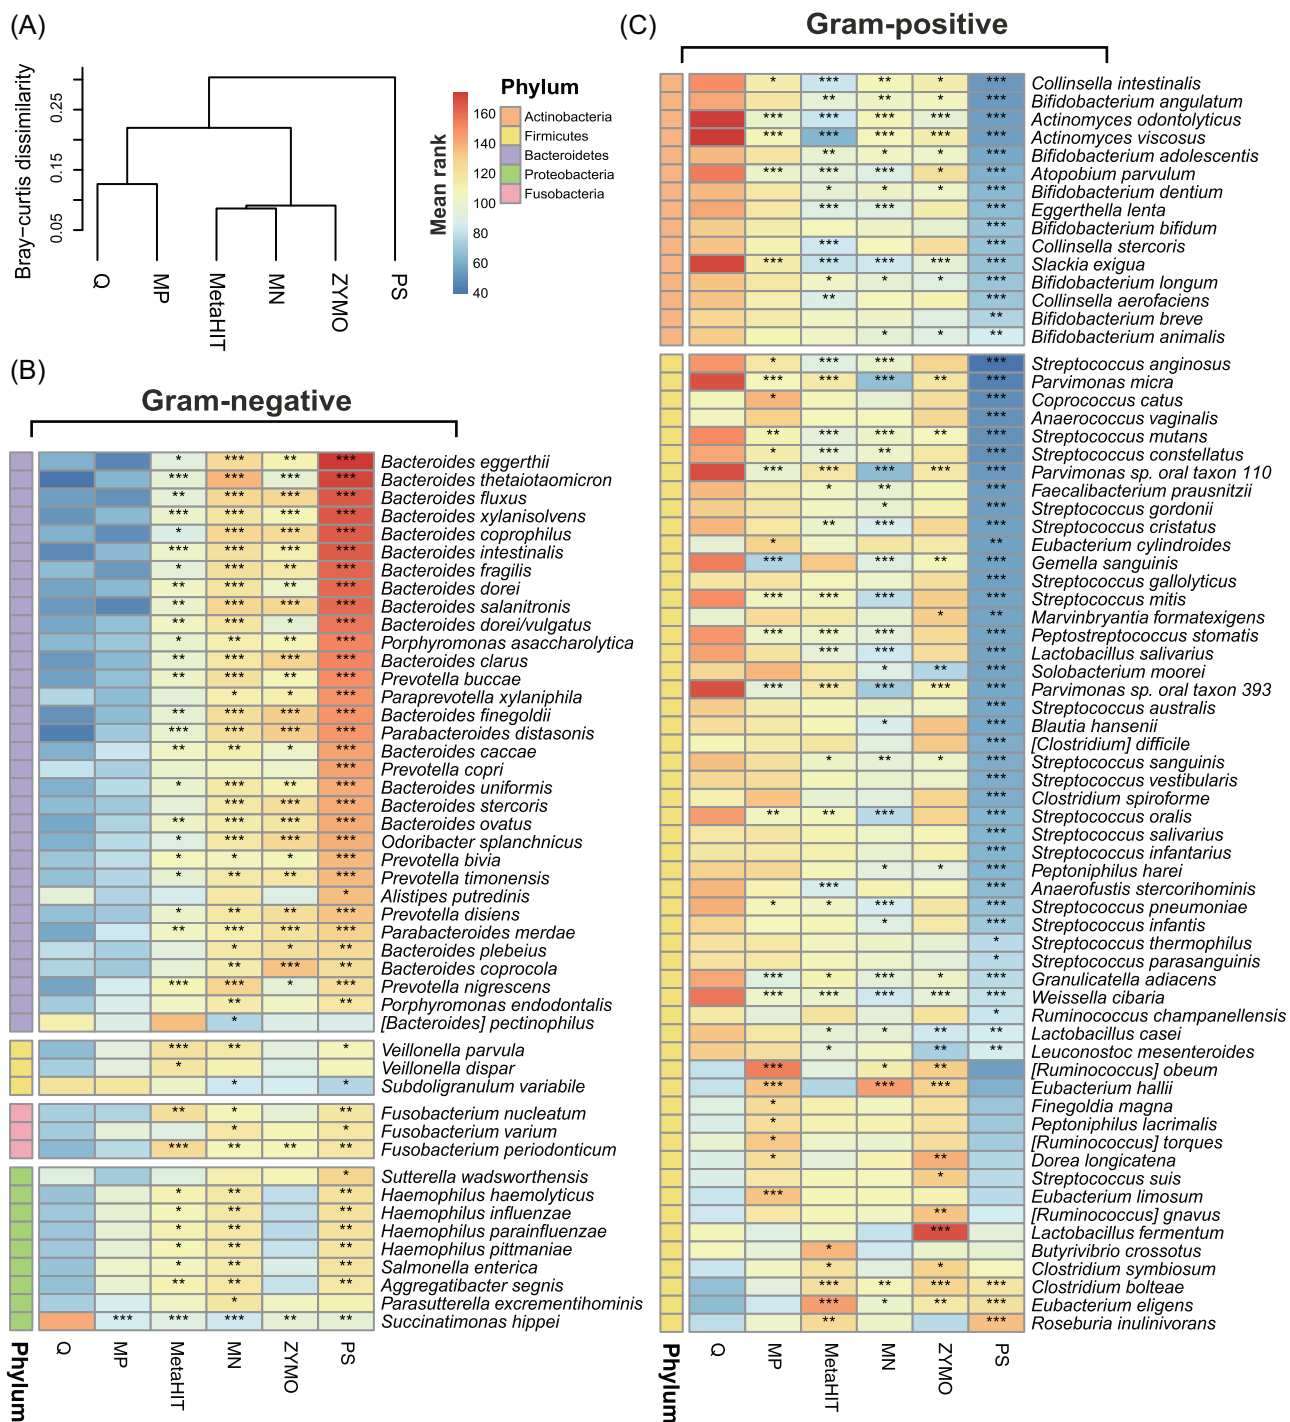 (A)
Bray−curtis dissimilarity
0.25
0.15
0.05
Q
MP
MetaHIT
MN
ZYMO
PS
Mean rank
160
140
120
100
80
60
40
Phylum
Actinobacteria
Firmicutes
Bacteroidetes
Proteobacteria
Fusobacteria
(B)
Gram-negative
* *** ** *** Bacteroides eggerthii
*** *** *** *** Bacteroides thetaiotaomicron
** *** *** *** Bacteroides fluxus
*** *** *** *** Bacteroides xylanisolvens
* *** *** *** Bacteroides coprophilus
*** *** *** *** Bacteroides intestinalis
* *** ** *** Bacteroides fragilis
** *** ** *** Bacteroides dorei
** *** *** *** Bacteroides salanitronis
** *** * *** Bacteroides dorei/vulgatus
* ** ** *** Porphyromonas asaccharolytica
** *** *** *** Bacteroides clarus
** *** ** *** Prevotella buccae
* * *** Paraprevotella xylaniphila
** *** *** *** Bacteroides finegoldii
*** *** *** *** Parabacteroides distasonis
** ** * *** Bacteroides caccae
*** Prevotella copri
* *** ** *** Bacteroides uniformis
*** *** *** Bacteroides stercoris
** *** *** *** Bacteroides ovatus
* *** *** *** Odoribacter splanchnicus
* * * *** Prevotella bivia
* ** ** *** Prevotella timonensis
* Alistipes putredinis
* ** ** *** Prevotella disiens
** *** *** *** Parabacteroides merdae
* * ** Bacteroides plebeius
** *** ** Bacteroides coprocola
*** *** * *** Prevotella nigrescens
** ** Porphyromonas endodontalis
* [Bacteroides] pectinophilus
*** ** * Veillonella parvula
* Veillonella dispar
* * Subdoligranulum variabile
** * ** Fusobacterium nucleatum
* * Fusobacterium varium
*** ** ** ** Fusobacterium periodonticum
* Sutterella wadsworthensis
* ** ** Haemophilus haemolyticus
* ** ** Haemophilus influenzae
* ** ** Haemophilus parainfluenzae
* ** ** Haemophilus pittmaniae
* ** ** Salmonella enterica
** ** ** Aggregatibacter segnis
* Parasutterella excrementihominis
*** *** *** ** ** Succinatimonas hippei
Phylum
Q
MP
MetaHIT
MN
ZYMO
PS
(C)
Gram-positive
* *** ** * *** Collinsella intestinalis
** ** * *** Bifidobacterium angulatum
*** *** *** *** *** Actinomyces odontolyticus
*** *** *** *** *** Actinomyces viscosus
** * * *** Bifidobacterium adolescentis
*** *** *** * *** Atopobium parvulum
* * * *** Bifidobacterium dentium
*** *** *** Eggerthella lenta
*** Bifidobacterium bifidum
*** *** Collinsella stercoris
*** *** *** *** *** Slackia exigua
* * * *** Bifidobacterium longum
** *** Collinsella aerofaciens
** Bifidobacterium breve
* * ** Bifidobacterium animalis
* *** *** *** Streptococcus anginosus
*** *** *** ** *** Parvimonas micra
* *** Coprococcus catus
*** Anaerococcus vaginalis
** *** *** ** *** Streptococcus mutans
* *** ** *** Streptococcus constellatus
*** *** *** *** *** Parvimonas sp. oral taxon 110
* ** *** Faecalibacterium prausnitzii
* *** Streptococcus gordonii
** *** *** Streptococcus cristatus
* ** Eubacterium cylindroides
*** *** ** *** Gemella sanguinis
*** Streptococcus gallolyticus
*** *** *** *** Streptococcus mitis
* ** Marvinbryantia formatexigens
*** *** *** *** Peptostreptococcus stomatis
*** *** *** Lactobacillus salivarius
* ** *** Solobacterium moorei
*** *** *** *** *** Parvimonas sp. oral taxon 393
*** Streptococcus australis
* *** Blautia hansenii
*** [Clostridium] difficile
* ** * *** Streptococcus sanguinis
*** Streptococcus vestibularis
*** Clostridium spiroforme
** ** *** *** Streptococcus oralis
*** Streptococcus salivarius
*** Streptococcus infantarius
* * *** Peptoniphilus harei
*** *** Anaerofustis stercorihominis
* * *** *** Streptococcus pneumoniae
* *** Streptococcus infantis
* Streptococcus thermophilus
* Streptococcus parasanguinis
*** * *** * *** Granulicatella adiacens
*** *** *** *** *** Weissella cibaria
* Ruminococcus champanellensis
* * ** ** Lactobacillus casei
* ** ** Leuconostoc mesenteroides
*** * ** [Ruminococcus] obeum
*** *** *** Eubacterium hallii
* Finegoldia magna
* Peptoniphilus lacrimalis
* [Ruminococcus] torques
* ** Dorea longicatena
* Streptococcus suis
*** Eubacterium limosum
** [Ruminococcus] gnavus
*** Lactobacillus fermentum
* Butyrivibrio crossotus
* * Clostridium symbiosum
*** ** *** *** Clostridium bolteae
*** * ** *** Eubacterium eligens
** *** Roseburia inulinivorans
Phylum
Q
MP
MetaHIT
MN
ZYMO
PS